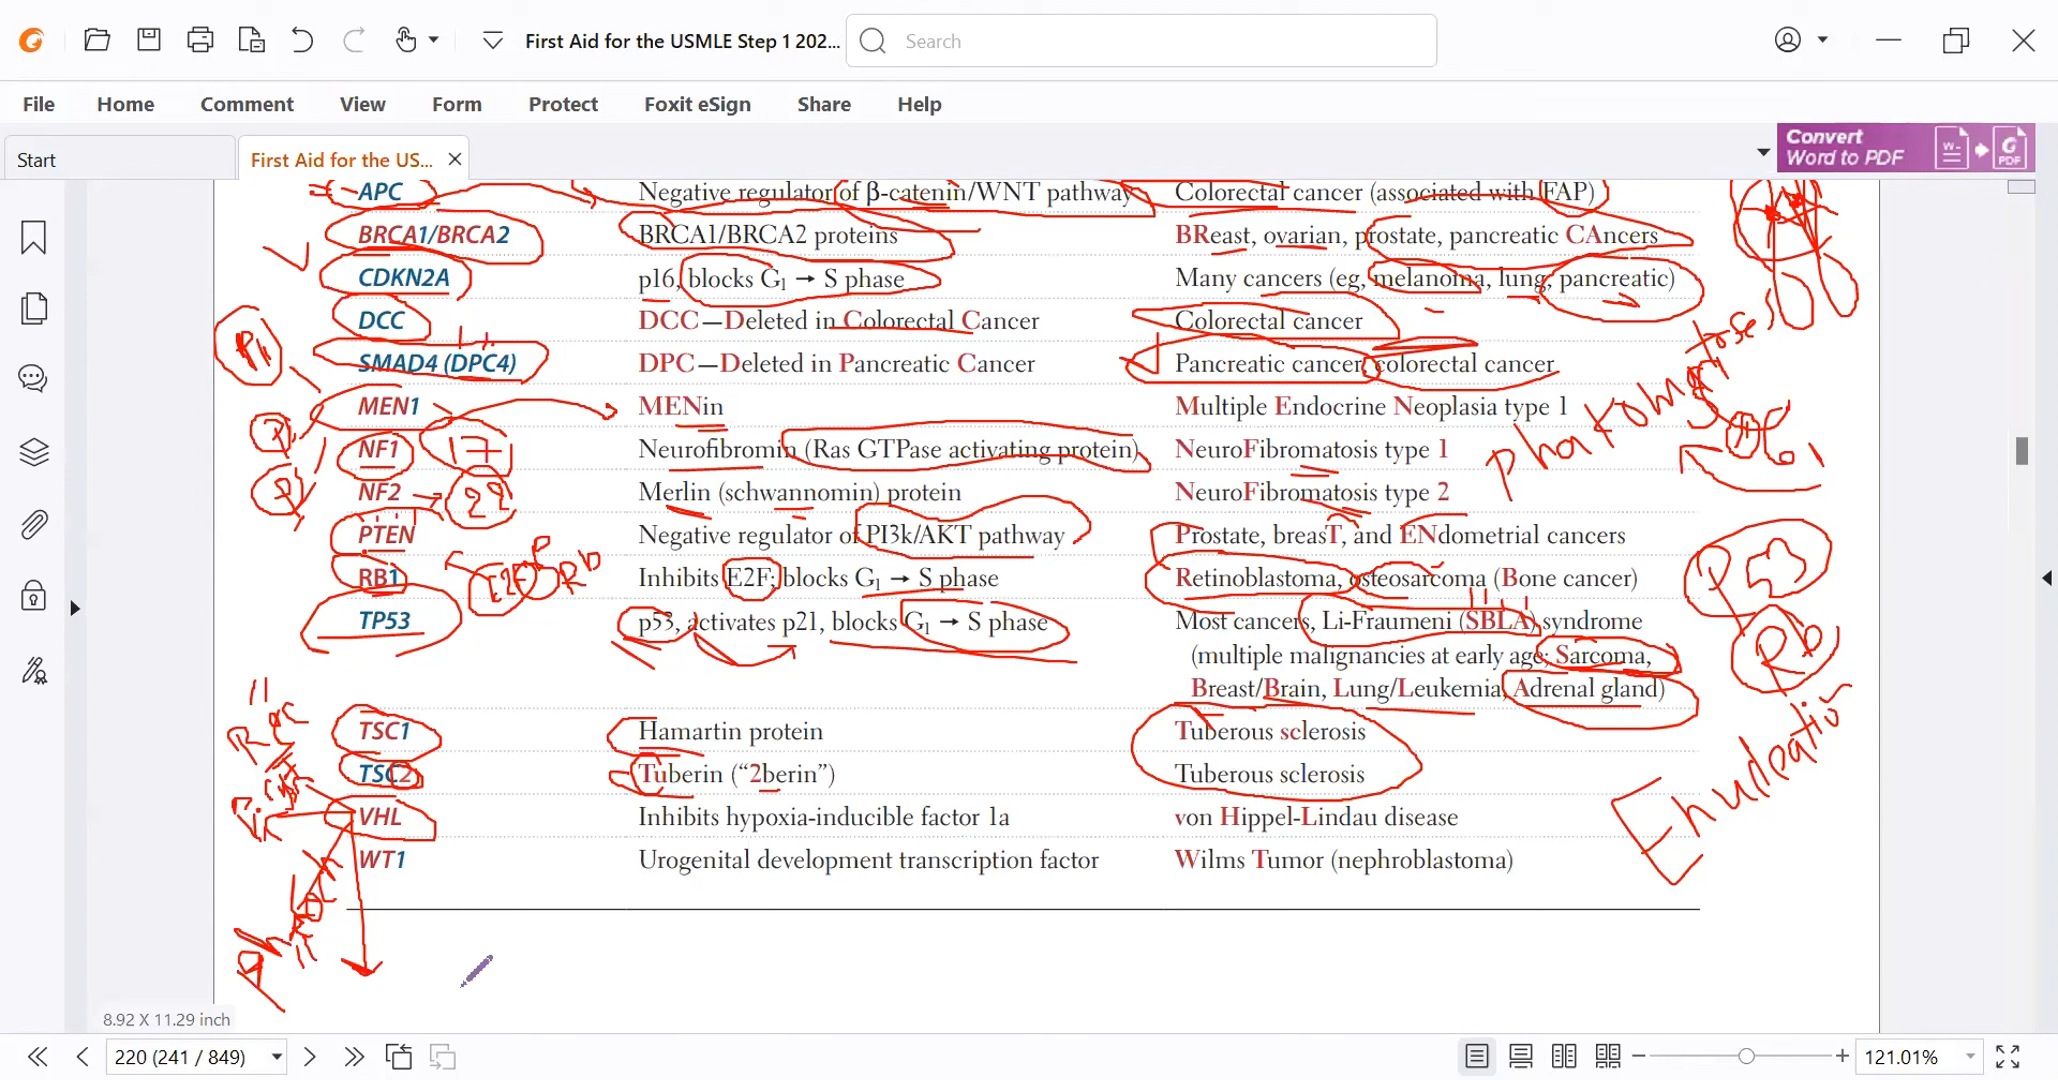 First Aid for the USMLE Step 1 202...
Search
File Home Comment View Form Protect Foxit eSign Share Help
Start
First Aid for the US...
Convert
Word to PDF
APC Negative regulator of β-catenin/WNT pathway Colorectal cancer (associated with FAP)
BRCA1/BRCA2 BRCA1/BRCA2 proteins BReast, ovarian, prostate, pancreatic CAncers
CDKN2A p16, blocks G1 → S phase Many cancers (eg, melanoma, lung, pancreatic)
DCC DCC—Deleted in Colorectal Cancer Colorectal cancer
SMAD4 (DPC4) DPC—Deleted in Pancreatic Cancer Pancreatic cancer, colorectal cancer
MEN1 MENin Multiple Endocrine Neoplasia type 1
NF1 17 Neurofibromin (Ras GTPase activating protein) NeuroFibromatosis type 1
NF2 22 Merlin (schwannomin) protein NeuroFibromatosis type 2
PTEN Negative regulator of PI3k/AKT pathway Prostate, breasT, and ENdometrial cancers
RB1 E2F Rb Inhibits E2F; blocks G1 → S phase Retinoblastoma, osteosarcoma (Bone cancer)
TP53 p53, activates p21, blocks G1 → S phase Most cancers, Li-Fraumeni (SBLA) syndrome
(multiple malignancies at early age; Sarcoma,
Breast/Brain, Lung/Leukemia, Adrenal gland)
P
Rb
TSC1 Hamartin protein Tuberous sclerosis
TSC2 Tuberin (“2berin”) Tuberous sclerosis
VHL Inhibits hypoxia-inducible factor 1a von Hippel-Lindau disease
WT1 Urogenital development transcription factor Wilms Tumor (nephroblastoma)
8.92 X 11.29 inch
220 (241 / 849)
121.01%